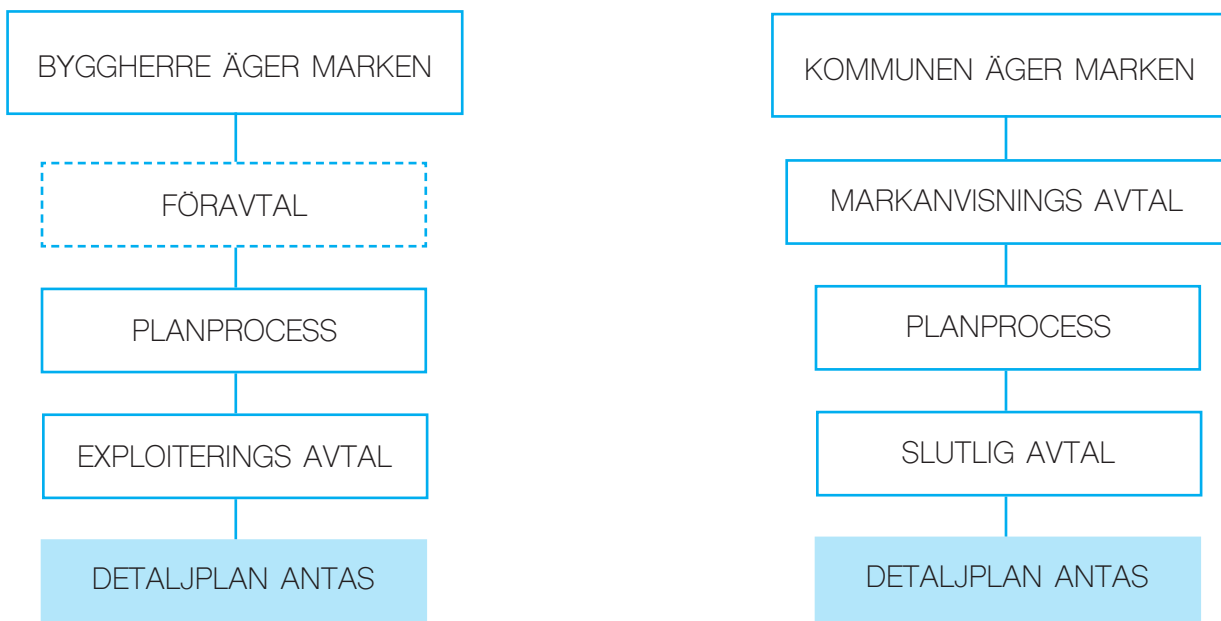 BYGGHERRE ÄGER MARKEN
FÖRAVTAL
PLANPROCESS
EXPLOITERINGS AVTAL
DETALJPLAN ANTAS
KOMMUNEN ÄGER MARKEN
MARKANVISNINGS AVTAL
PLANPROCESS
SLUTLIG AVTAL
DETALJPLAN ANTAS